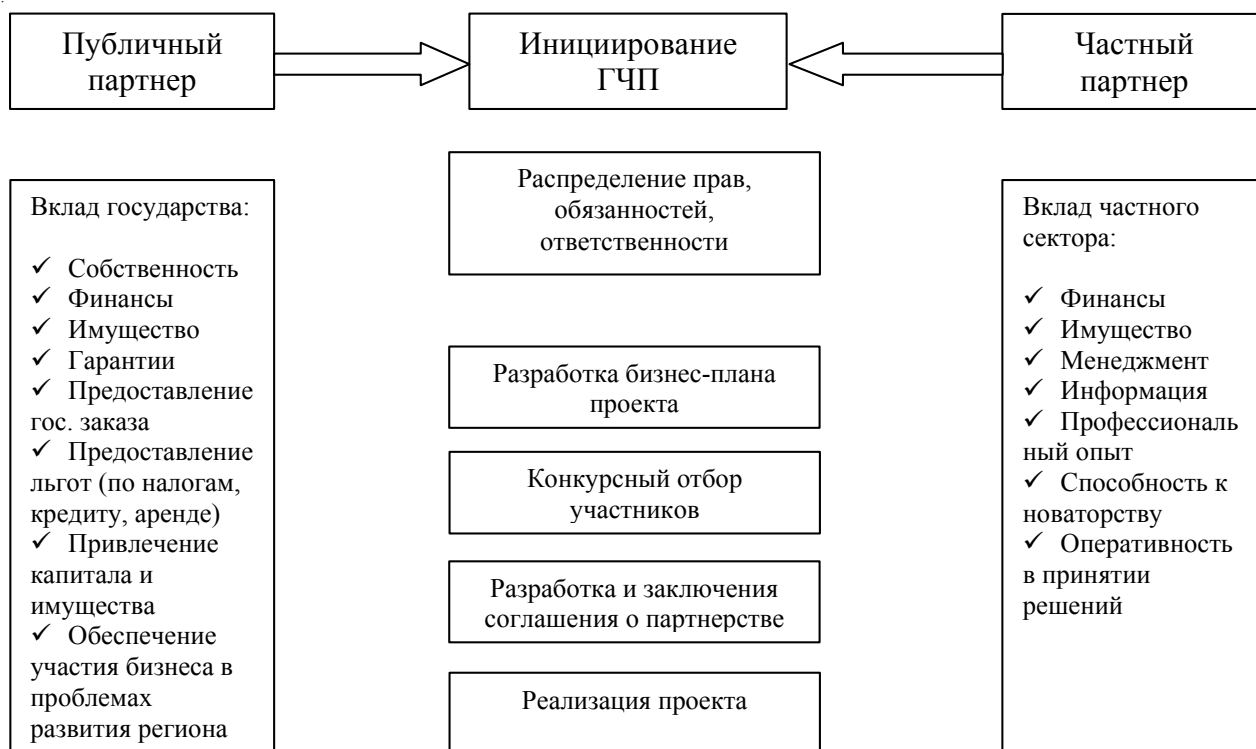 Публичный
партнер
Инициирование
ГЧП
Частный
партнер
Вклад государства:
✓ Собственность
✓ Финансы
✓ Имущество
✓ Гарантии
✓ Предоставление
гос. заказа
✓ Предоставление
льгот (по налогам,
кредиту, аренде)
✓ Привлечение
капитала и
имущества
✓ Обеспечение
участия бизнеса в
проблемах
развития региона
Распределение прав,
обязанностей,
ответственности
Разработка бизнес-плана
проекта
Конкурсный отбор
участников
Разработка и заключения
соглашения о партнерстве
Реализация проекта
Вклад частного
сектора:
✓ Финансы
✓ Имущество
✓ Менеджмент
✓ Информация
✓ Профессиональ
ный опыт
✓ Способность к
новаторству
✓ Оперативность
в принятии
решений